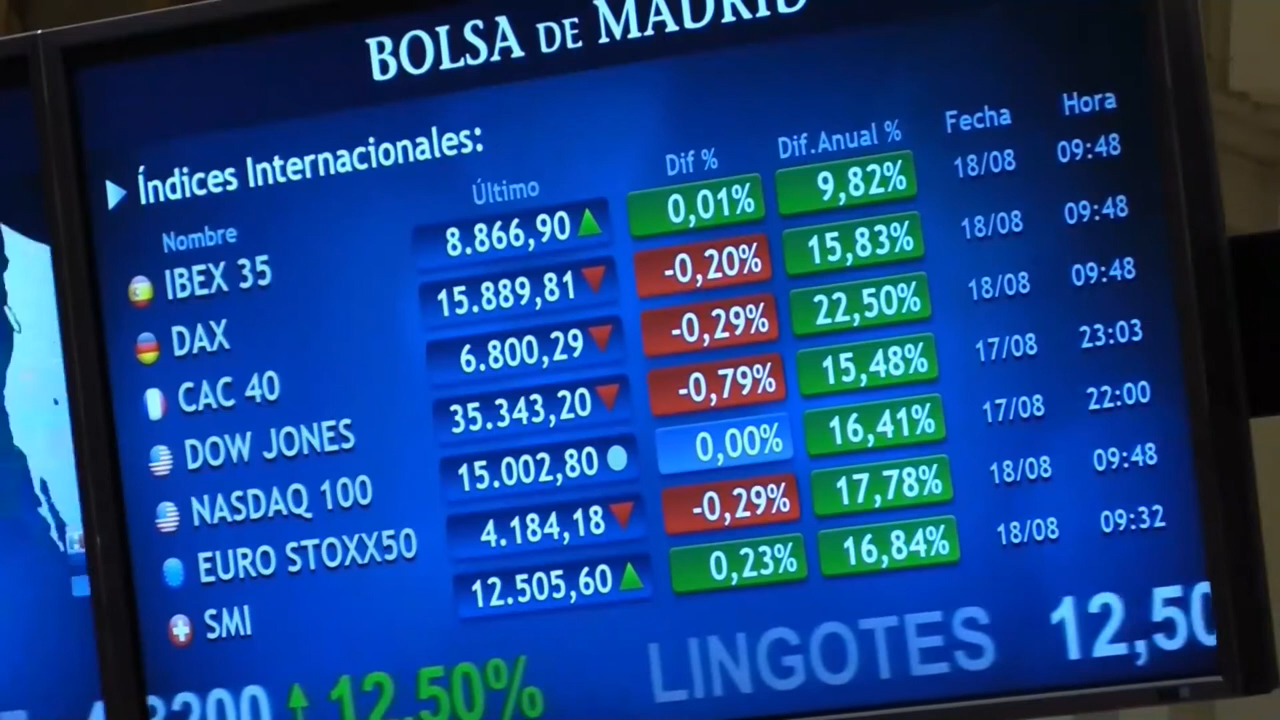 BOLSA DE MADRID
Índices Internacionales:
Nombre Último Dif % Dif.Anual % Fecha Hora
IBEX 35 8.866,90 0,01% 9,82% 18/08 09:48
DAX 15.889,81 -0,20% 15,83% 18/08 09:48
CAC 40 6.800,29 -0,29% 22,50% 18/08 09:48
DOW JONES 35.343,20 -0,79% 15,48% 17/08 23:03
NASDAQ 100 15.002,80 0,00% 16,41% 17/08 22:00
EURO STOXX50 4.184,18 -0,29% 17,78% 18/08 09:48
SMI 12.505,60 0,23% 16,84% 18/08 09:32
12,50% LINGOTES 12,50